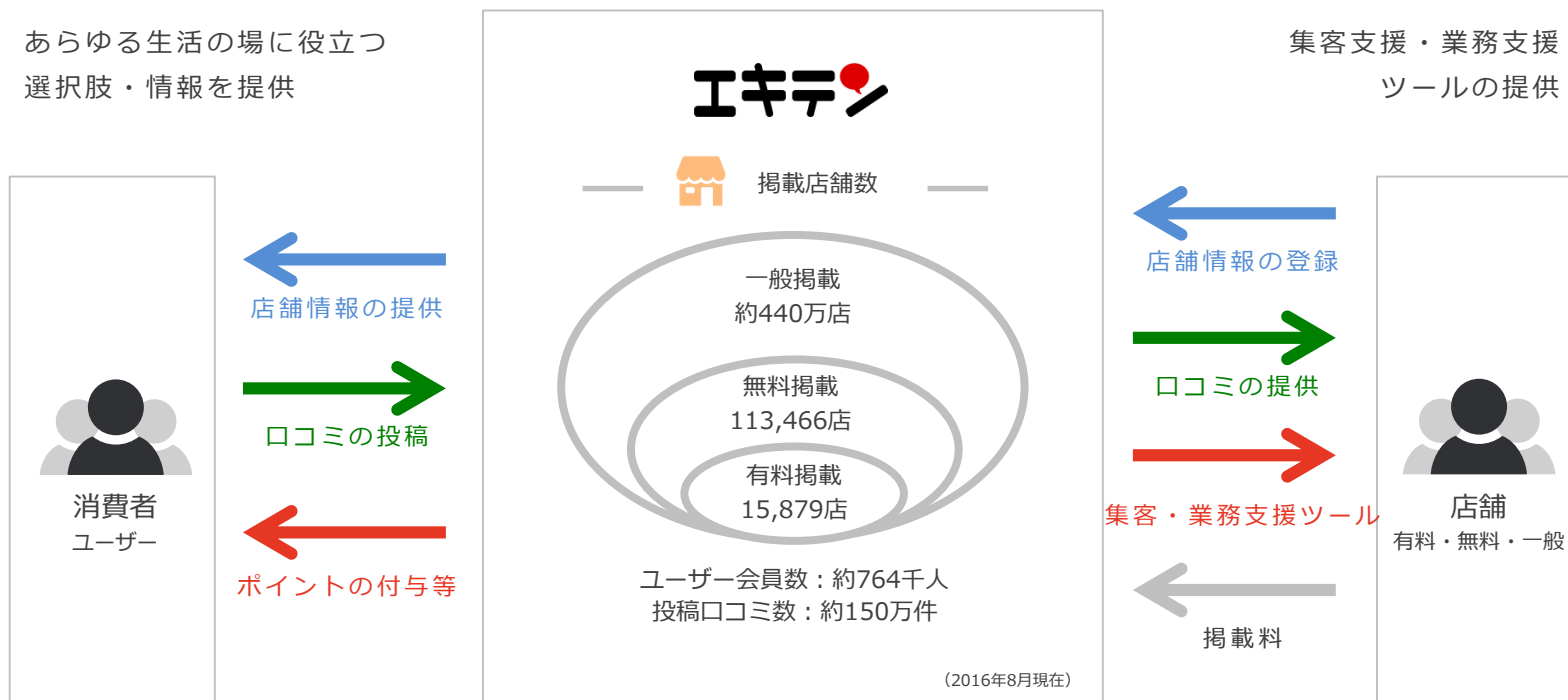 あらゆる生活の場に役立つ
選択肢・情報を提供
エキテン
集客支援・業務支援
ツールの提供
掲載店舗数
一般掲載
約440万店
無料掲載
113,466店
有料掲載
15,879店
ユーザー会員数:約764千人
投稿口コミ数:約150万件
(2016年8月現在)
店舗情報の提供
口コミの投稿
ポイントの付与等
消費者
ユーザー
店舗情報の登録
口コミの提供
集客・業務支援ツール
掲載料
店舗
有料・無料・一般